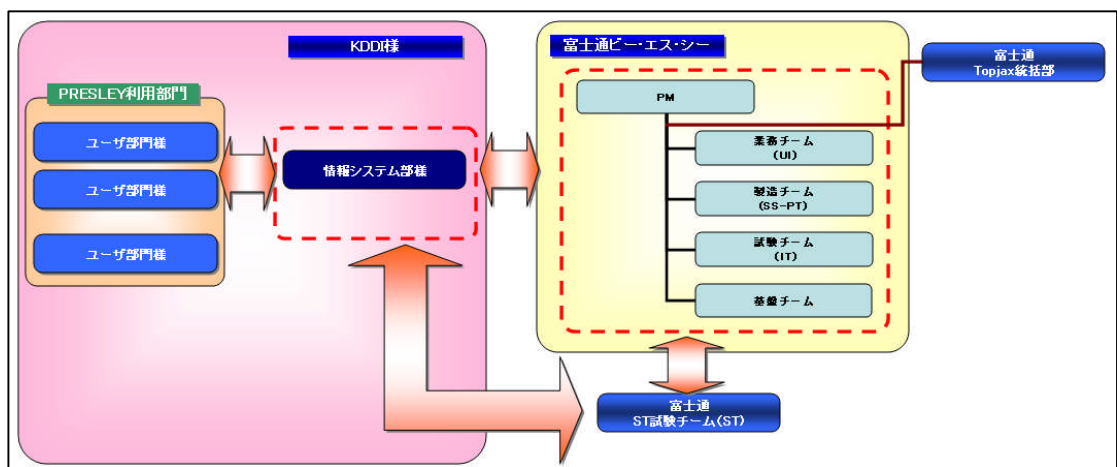 KDDI様
PRESLEY利用部門
ユーザ部門様
ユーザ部門様
ユーザ部門様
情報システム部様
富士通ビー・エス・シー
PM
業務チーム
(UI)
製造チーム
(SS-PT)
試験チーム
(IT)
基盤チーム
富士通
Topjax統括部
富士通
ST試験チーム(ST)